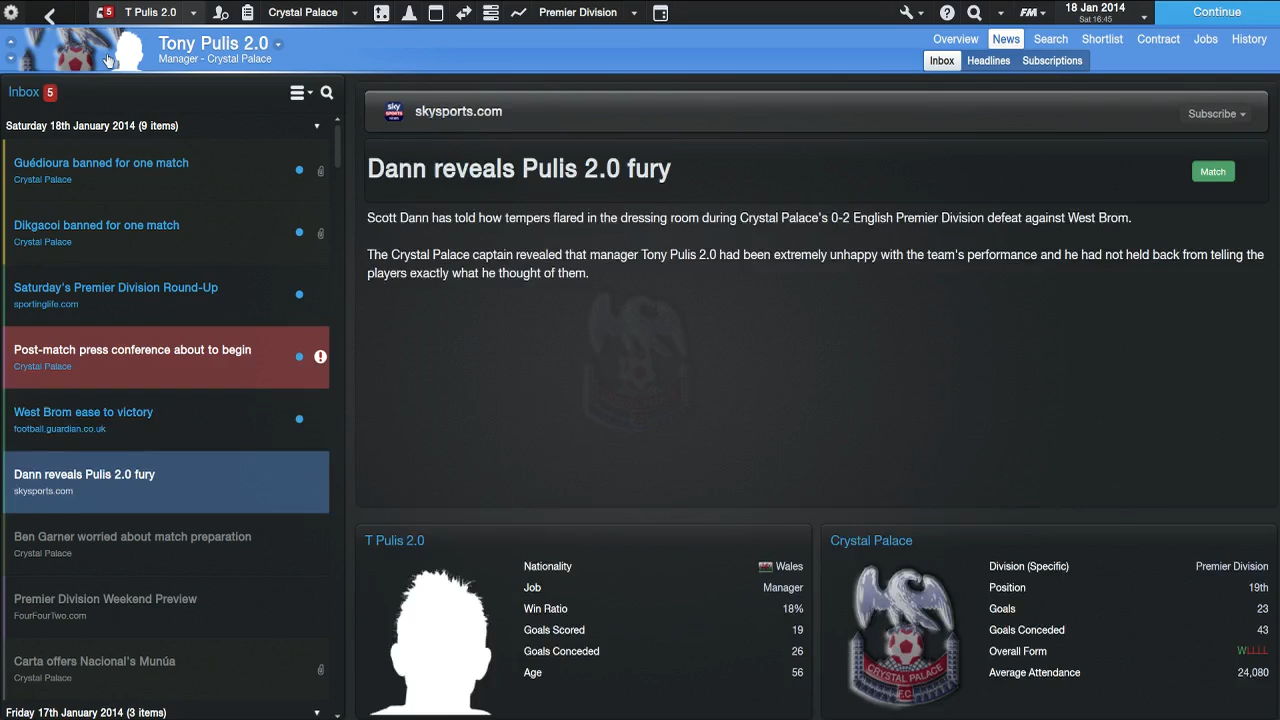 5 T Pulis 2.0 Crystal Palace Premier Division FM 18 Jan 2014 Continue
Sat 16:45
Tony Pulis 2.0
Manager - Crystal Palace
Overview News Search Shortlist Contract Jobs History
Inbox Headlines Subscriptions
Inbox 5
Saturday 18th January 2014 (9 items)
Guédioura banned for one match
Crystal Palace
Dikgacoi banned for one match
Crystal Palace
Saturday's Premier Division Round-Up
sportinglife.com
Post-match press conference about to begin
Crystal Palace
West Brom ease to victory
football.guardian.co.uk
Dann reveals Pulis 2.0 fury
skysports.com
Ben Garner worried about match preparation
Crystal Palace
Premier Division Weekend Preview
FourFourTwo.com
Carta offers Nacional's Munúa
Crystal Palace
Friday 17th January 2014 (3 items)
sky SPORTS NEWS
skysports.com
Subscribe
Dann reveals Pulis 2.0 fury
Match
Scott Dann has told how tempers flared in the dressing room during Crystal Palace's 0-2 English Premier Division defeat against West Brom.
The Crystal Palace captain revealed that manager Tony Pulis 2.0 had been extremely unhappy with the team's performance and he had not held back from telling the
players exactly what he thought of them.
T Pulis 2.0
Nationality Wales
Job Manager
Win Ratio 18%
Goals Scored 19
Goals Conceded 26
Age 56
Crystal Palace
CRYSTAL PALACE
F.C.
Division (Specific) Premier Division
Position 19th
Goals 23
Goals Conceded 43
Overall Form WLLLL
Average Attendance 24,080